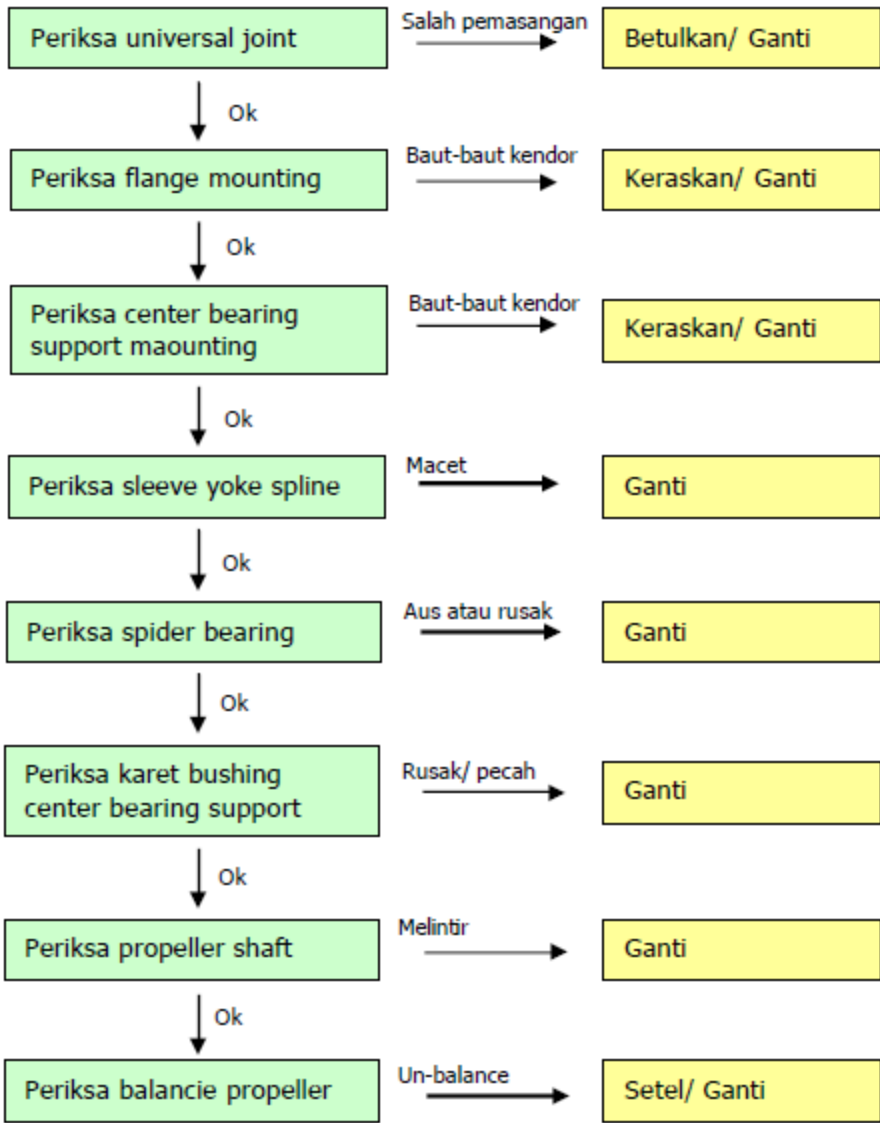 Periksa universal joint
Salah pemasangan
Betulkan/ Ganti
Ok
Periksa flange mounting
Baut-baut kendor
Keraskan/ Ganti
Ok
Periksa center bearing
support maounting
Baut-baut kendor
Keraskan/ Ganti
Ok
Periksa sleeve yoke spline
Macet
Ganti
Ok
Periksa spider bearing
Aus atau rusak
Ganti
Ok
Periksa karet bushing
center bearing support
Rusak/ pecah
Ganti
Ok
Periksa propeller shaft
Melintir
Ganti
Ok
Periksa balancie propeller
Un-balance
Setel/ Ganti